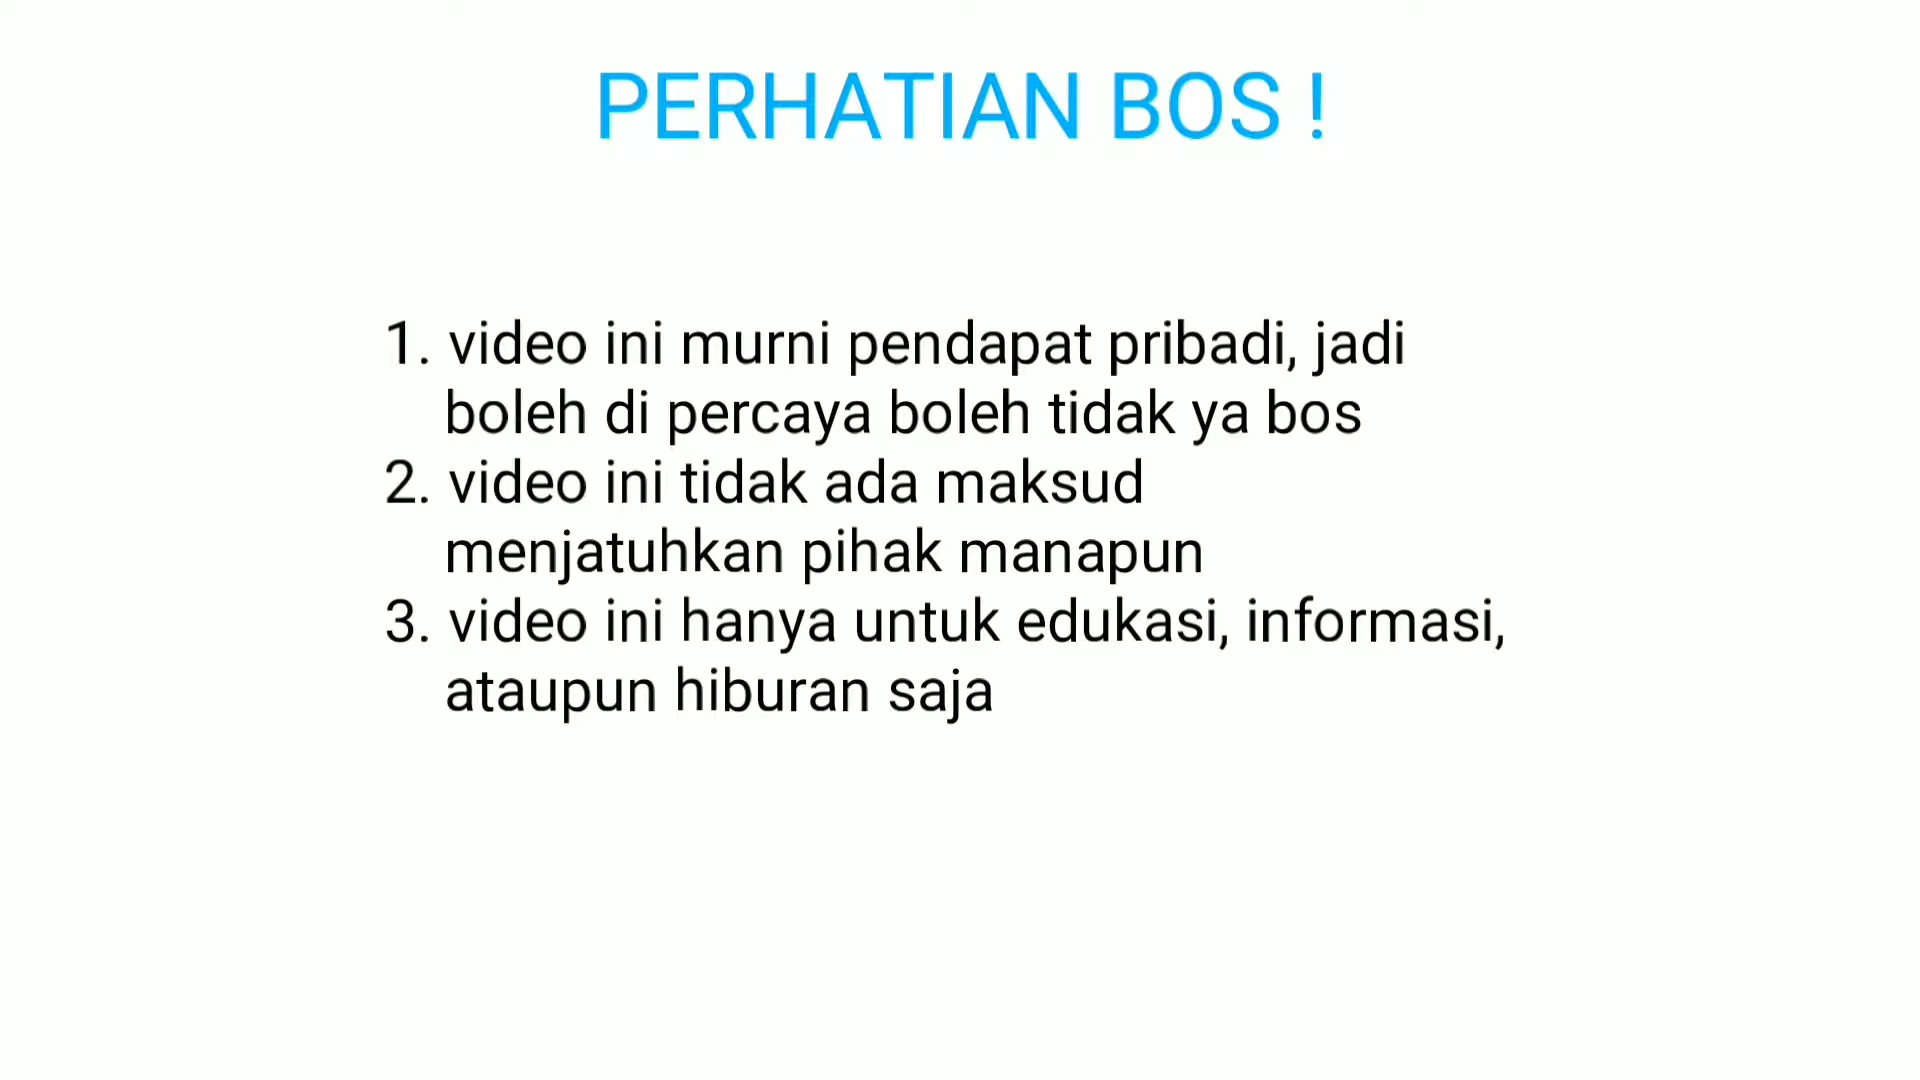 PERHATIAN BOS !
1. video ini murni pendapat pribadi, jadi
boleh di percaya boleh tidak ya bos
2. video ini tidak ada maksud
menjatuhkan pihak manapun
3. video ini hanya untuk edukasi, informasi,
ataupun hiburan saja